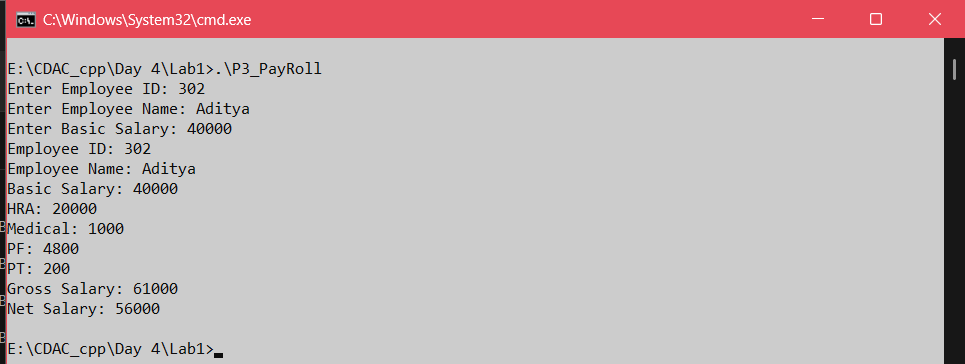 C:\Windows\System32\cmd.exe
E:\CDAC_cpp\Day 4\Lab1>.\P3_PayRoll
Enter Employee ID: 302
Enter Employee Name: Aditya
Enter Basic Salary: 40000
Employee ID: 302
Employee Name: Aditya
Basic Salary: 40000
HRA: 20000
Medical: 1000
PF: 4800
PT: 200
Gross Salary: 61000
Net Salary: 56000
E:\CDAC_cpp\Day 4\Lab1>